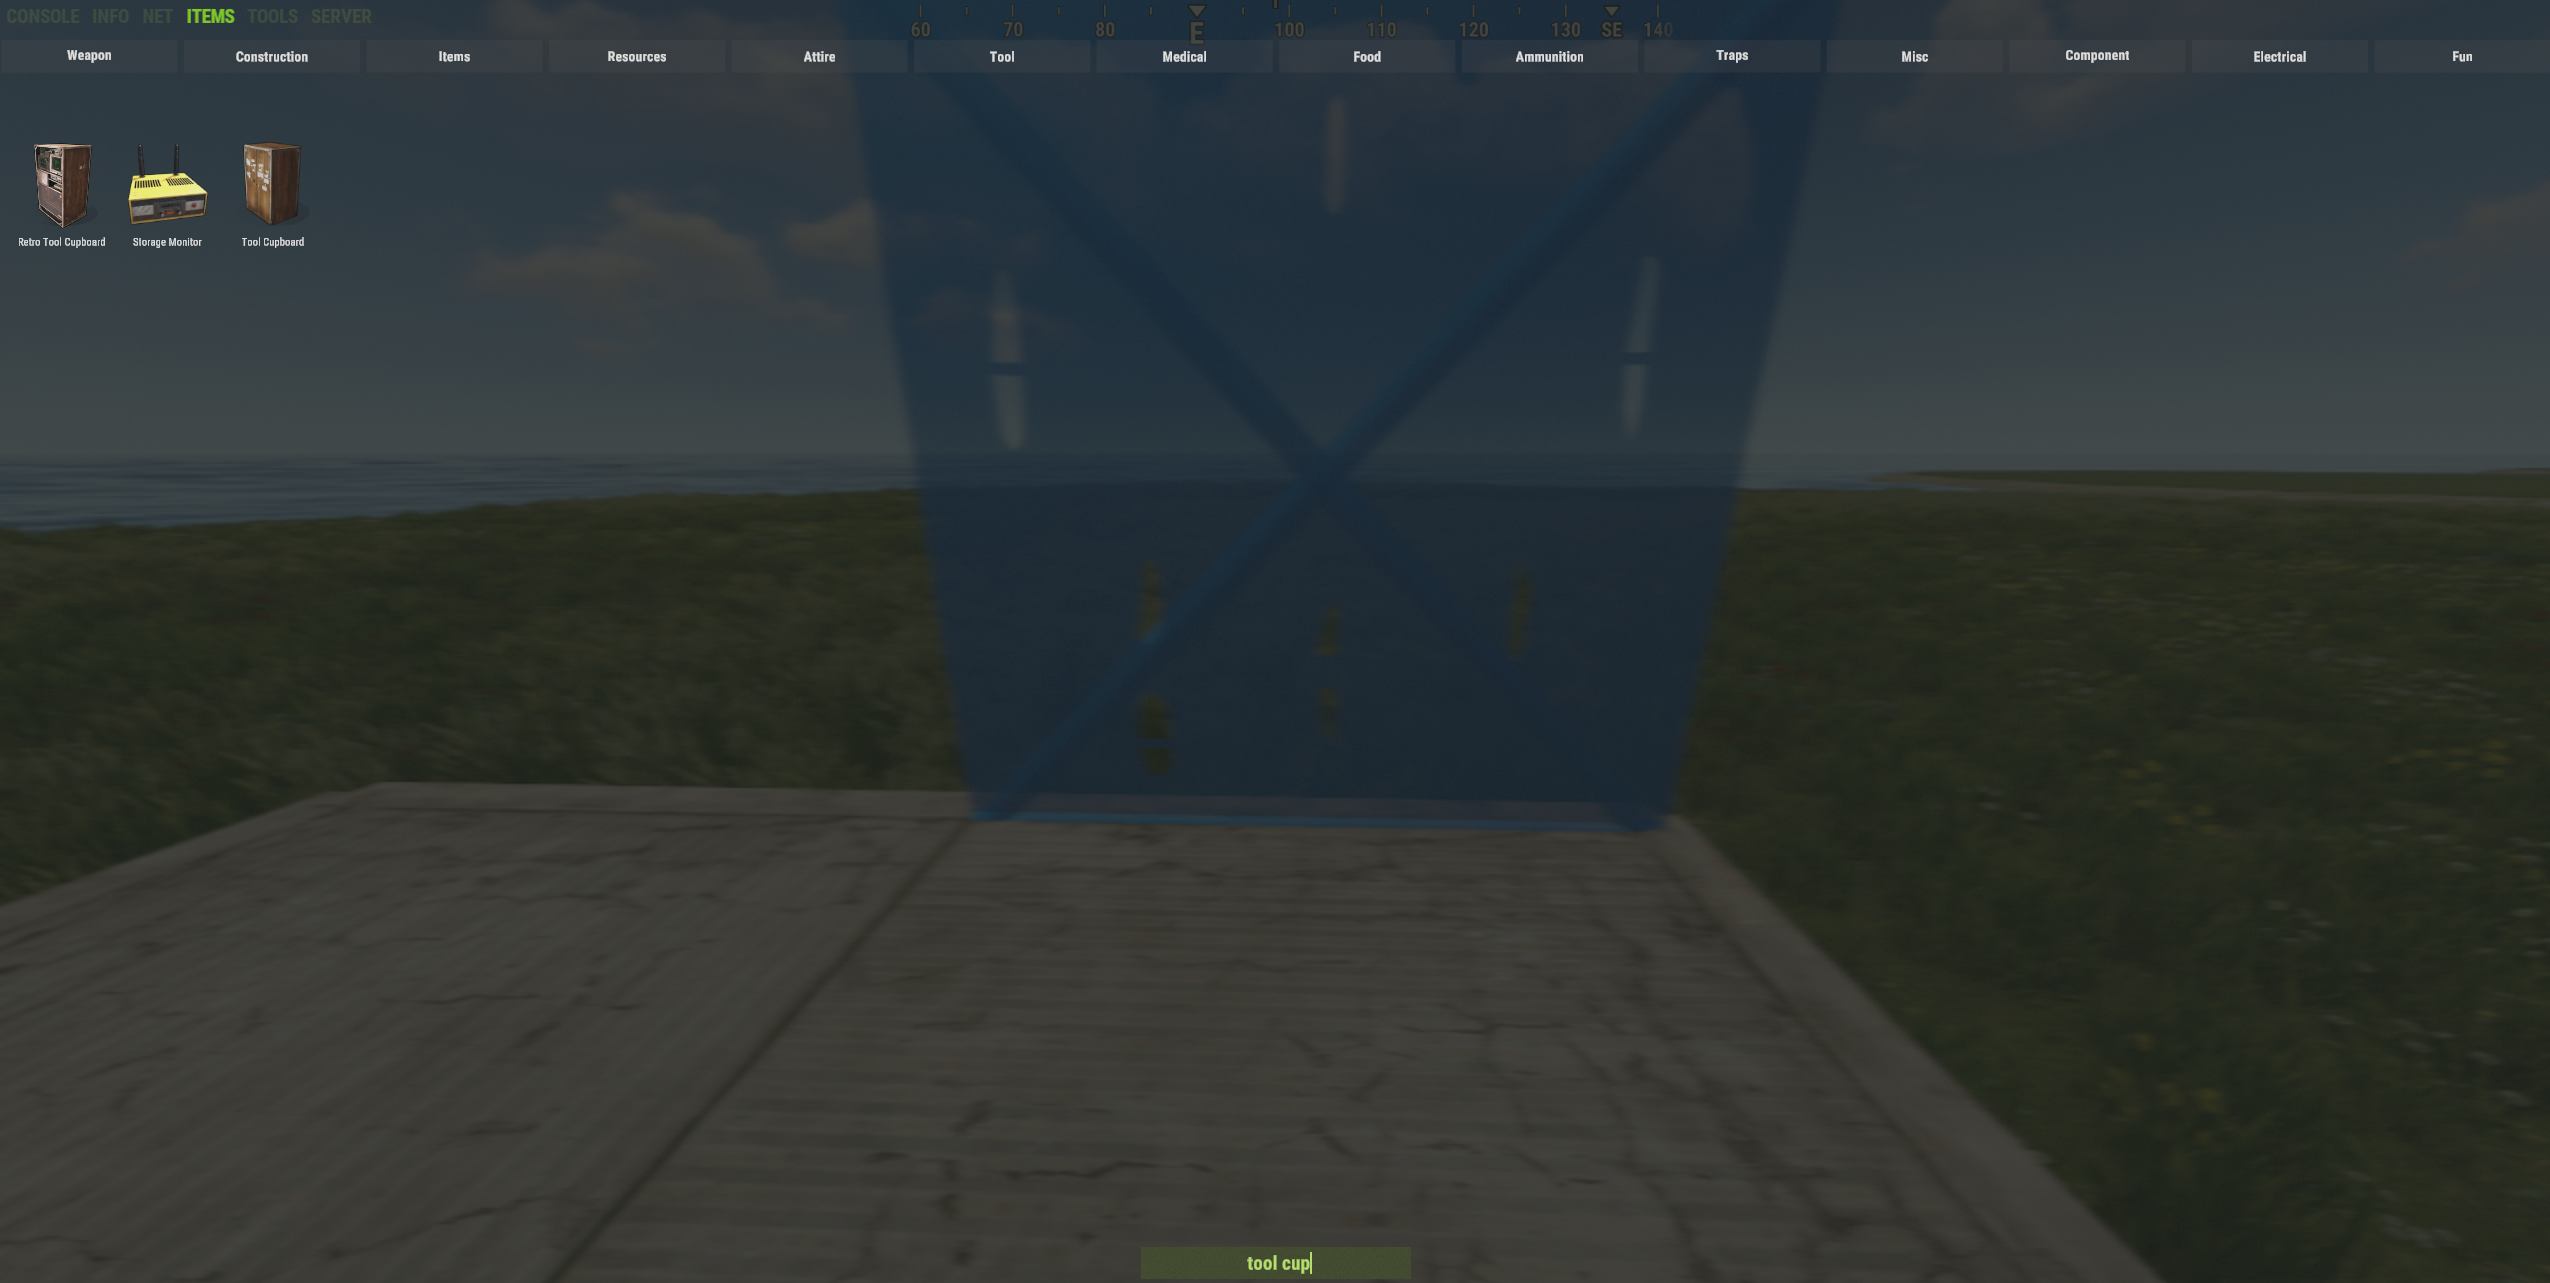 CONSOLE INFO NET ITEMS TOOLS SERVER
60 70 80 E 100 110 120 130 SE 140
Weapon Construction Items Resources Attire Tool Medical Food Ammunition Traps Misc Component Electrical Fun
Retro Tool Cupboard Storage Monitor Tool Cupboard
tool cup